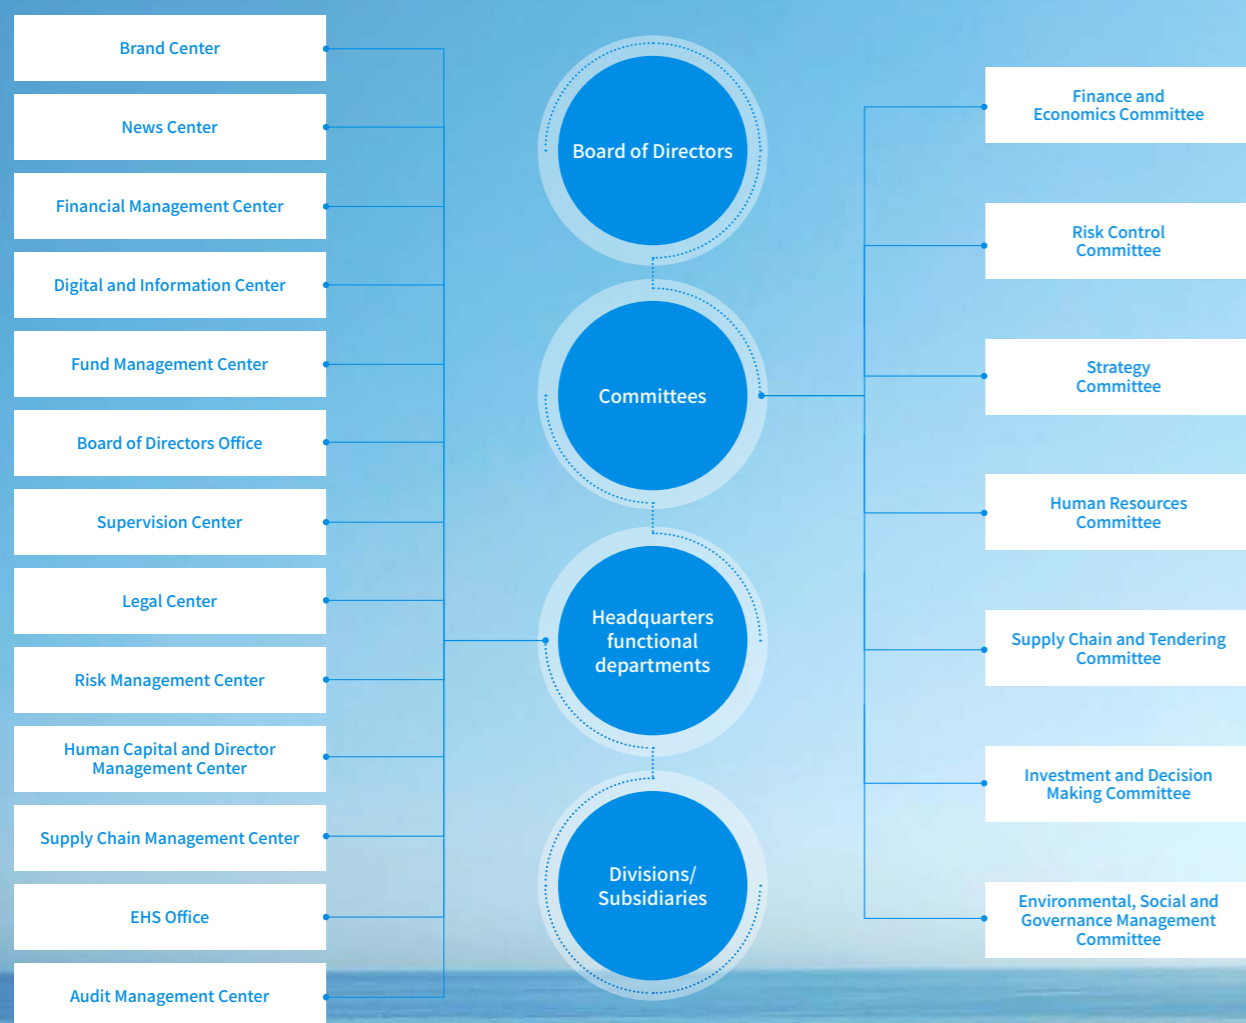 Brand Center
News Center
Financial Management Center
Digital and Information Center
Fund Management Center
Board of Directors Office
Supervision Center
Legal Center
Risk Management Center
Human Capital and Director
Management Center
Supply Chain Management Center
EHS Office
Audit Management Center
Board of Directors
Committees
Headquarters
functional
departments
Divisions/
Subsidiaries
Finance and
Economics Committee
Risk Control
Committee
Strategy
Committee
Human Resources
Committee
Supply Chain and Tendering
Committee
Investment and Decision
Making Committee
Environmental, Social and
Governance Management
Committee